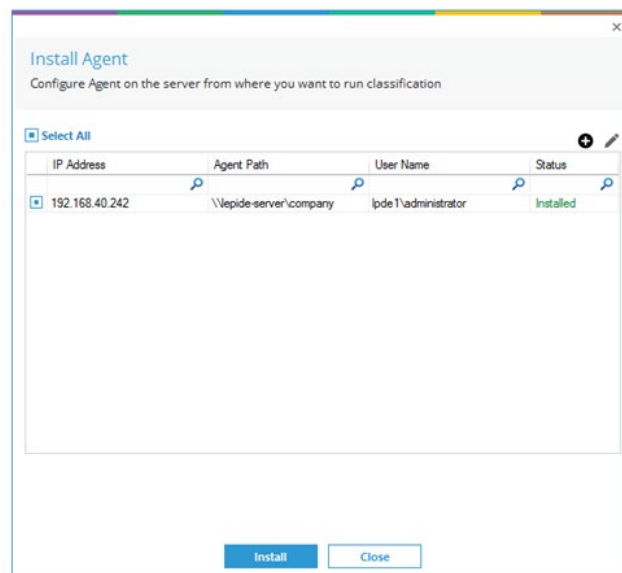 Install Agent
Configure Agent on the server from where you want to run classification
Select All
IP Address Agent Path User Name Status
192.168.40.242 \\lepide-server\company lpde1\administrator Installed
Install Close